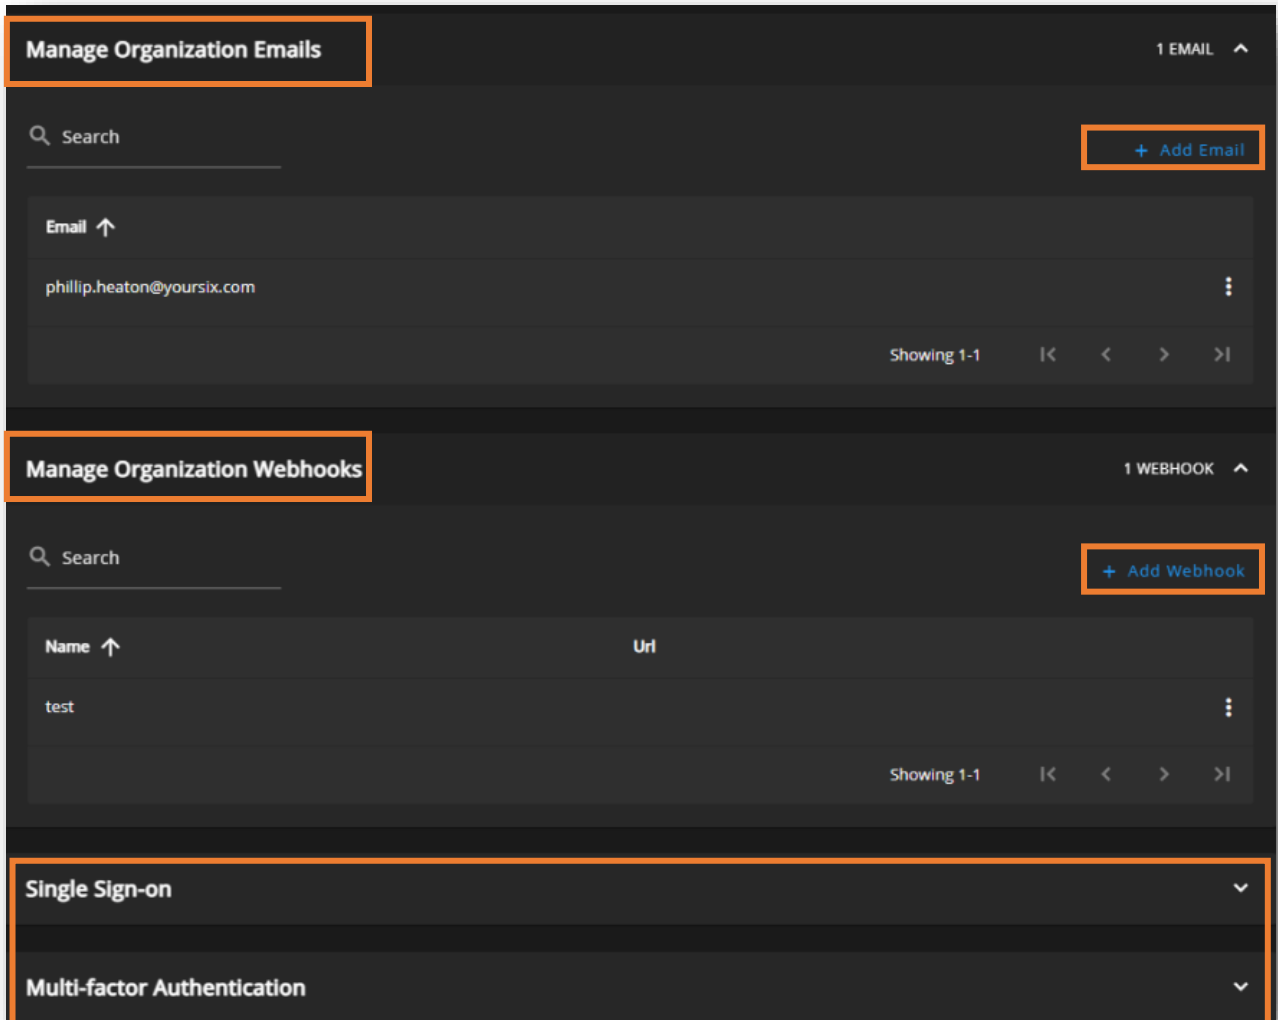 Manage Organization Emails
1 EMAIL
Search
+ Add Email
Email
phillip.heaton@yoursix.com
Showing 1-1
Manage Organization Webhooks
1 WEBHOOK
Search
+ Add Webhook
Name Url
test
Showing 1-1
Single Sign-on
Multi-factor Authentication